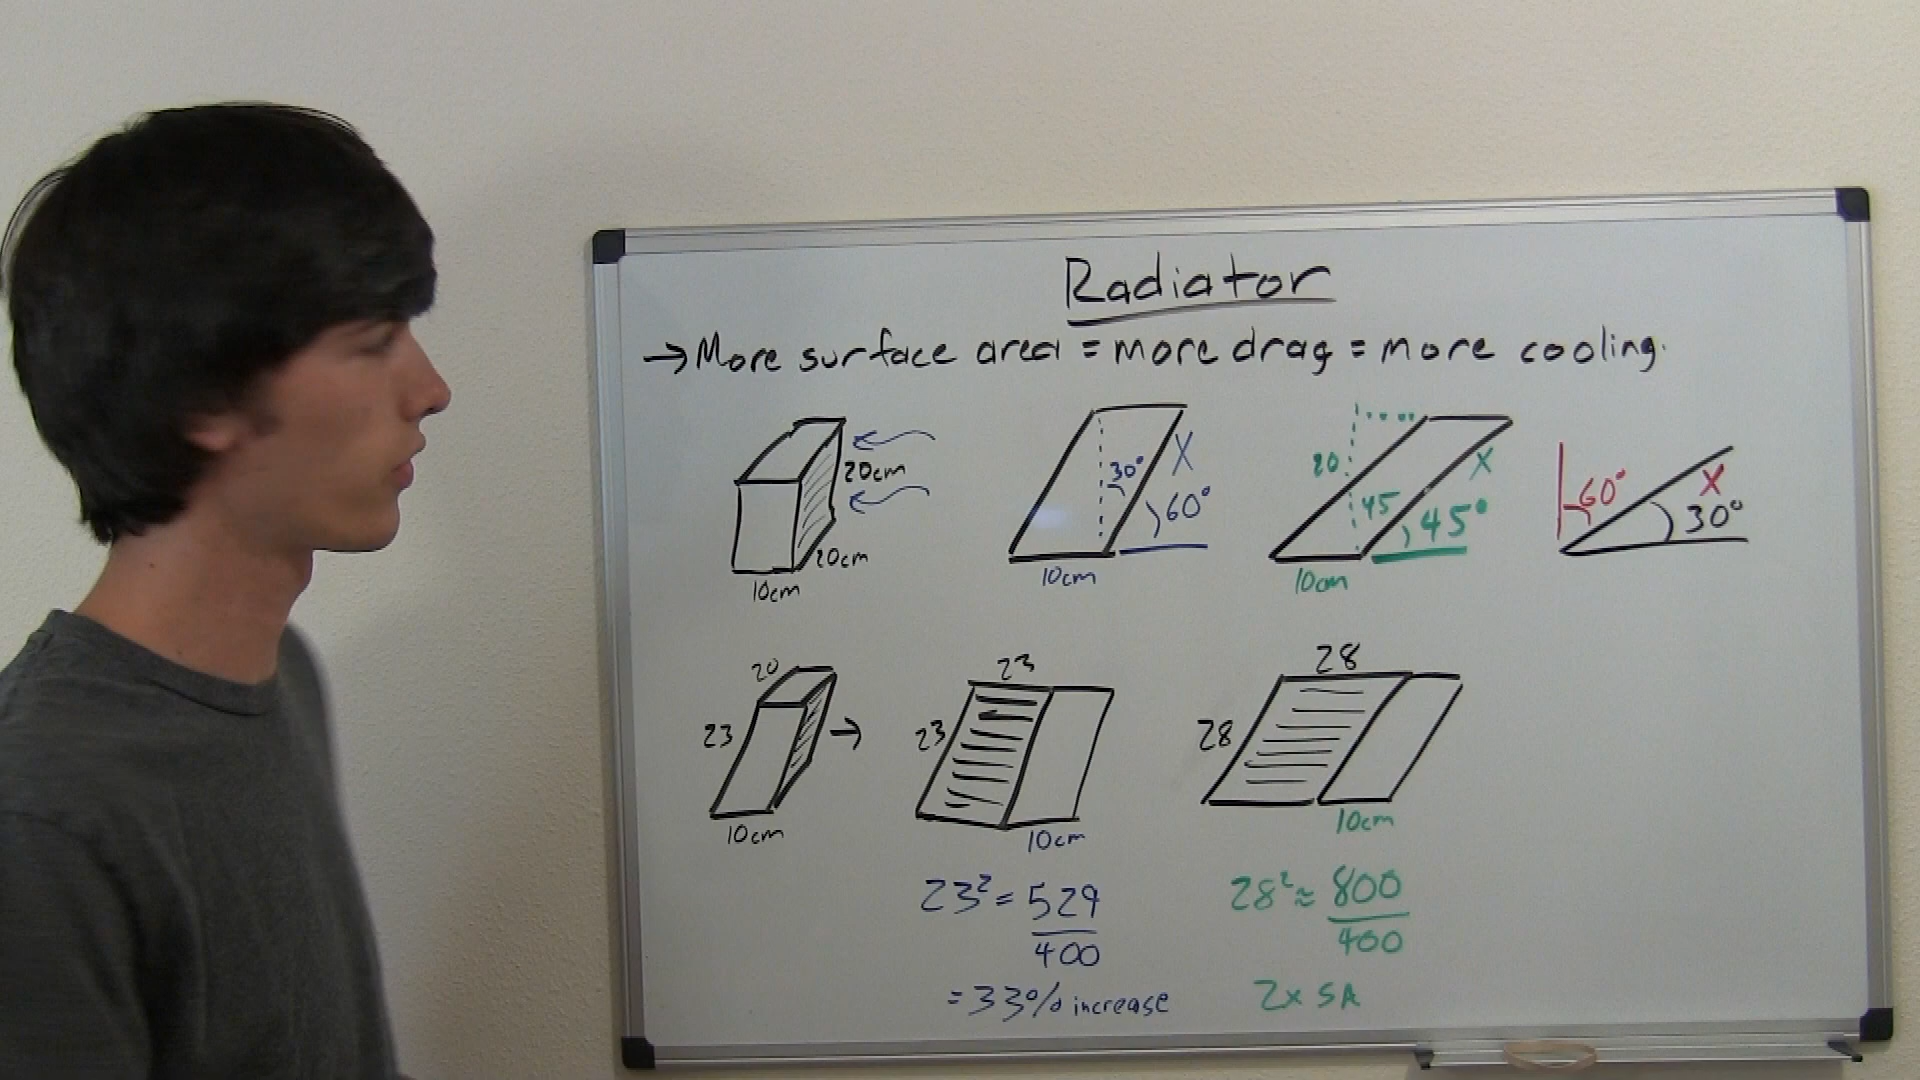 Radiator
→ More surface area = more drag = more cooling.
20cm
20cm
10cm
30°
X
60°
10cm
20
45
X
45°
10cm
60°
X
30°
20
23
10cm
23
23
10cm
28
28
10cm
23² = 529
400
= 33% increase
28² ≈ 800
400
2x SA